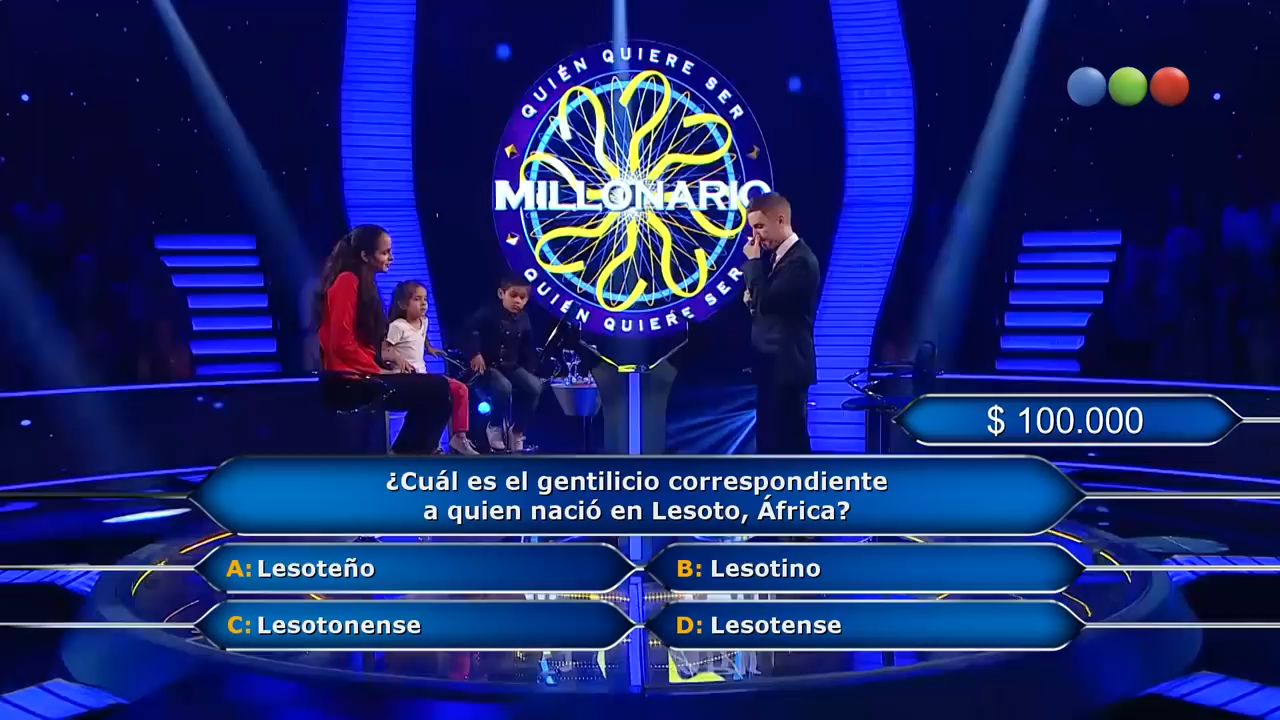 QUIÉN QUIERE SER
MILLONARIO
QUIÉN QUIERE SER
$ 100.000
¿Cuál es el gentilicio correspondiente
a quien nació en Lesoto, África?
A: Lesoteño
B: Lesotino
C: Lesotonense
D: Lesotense